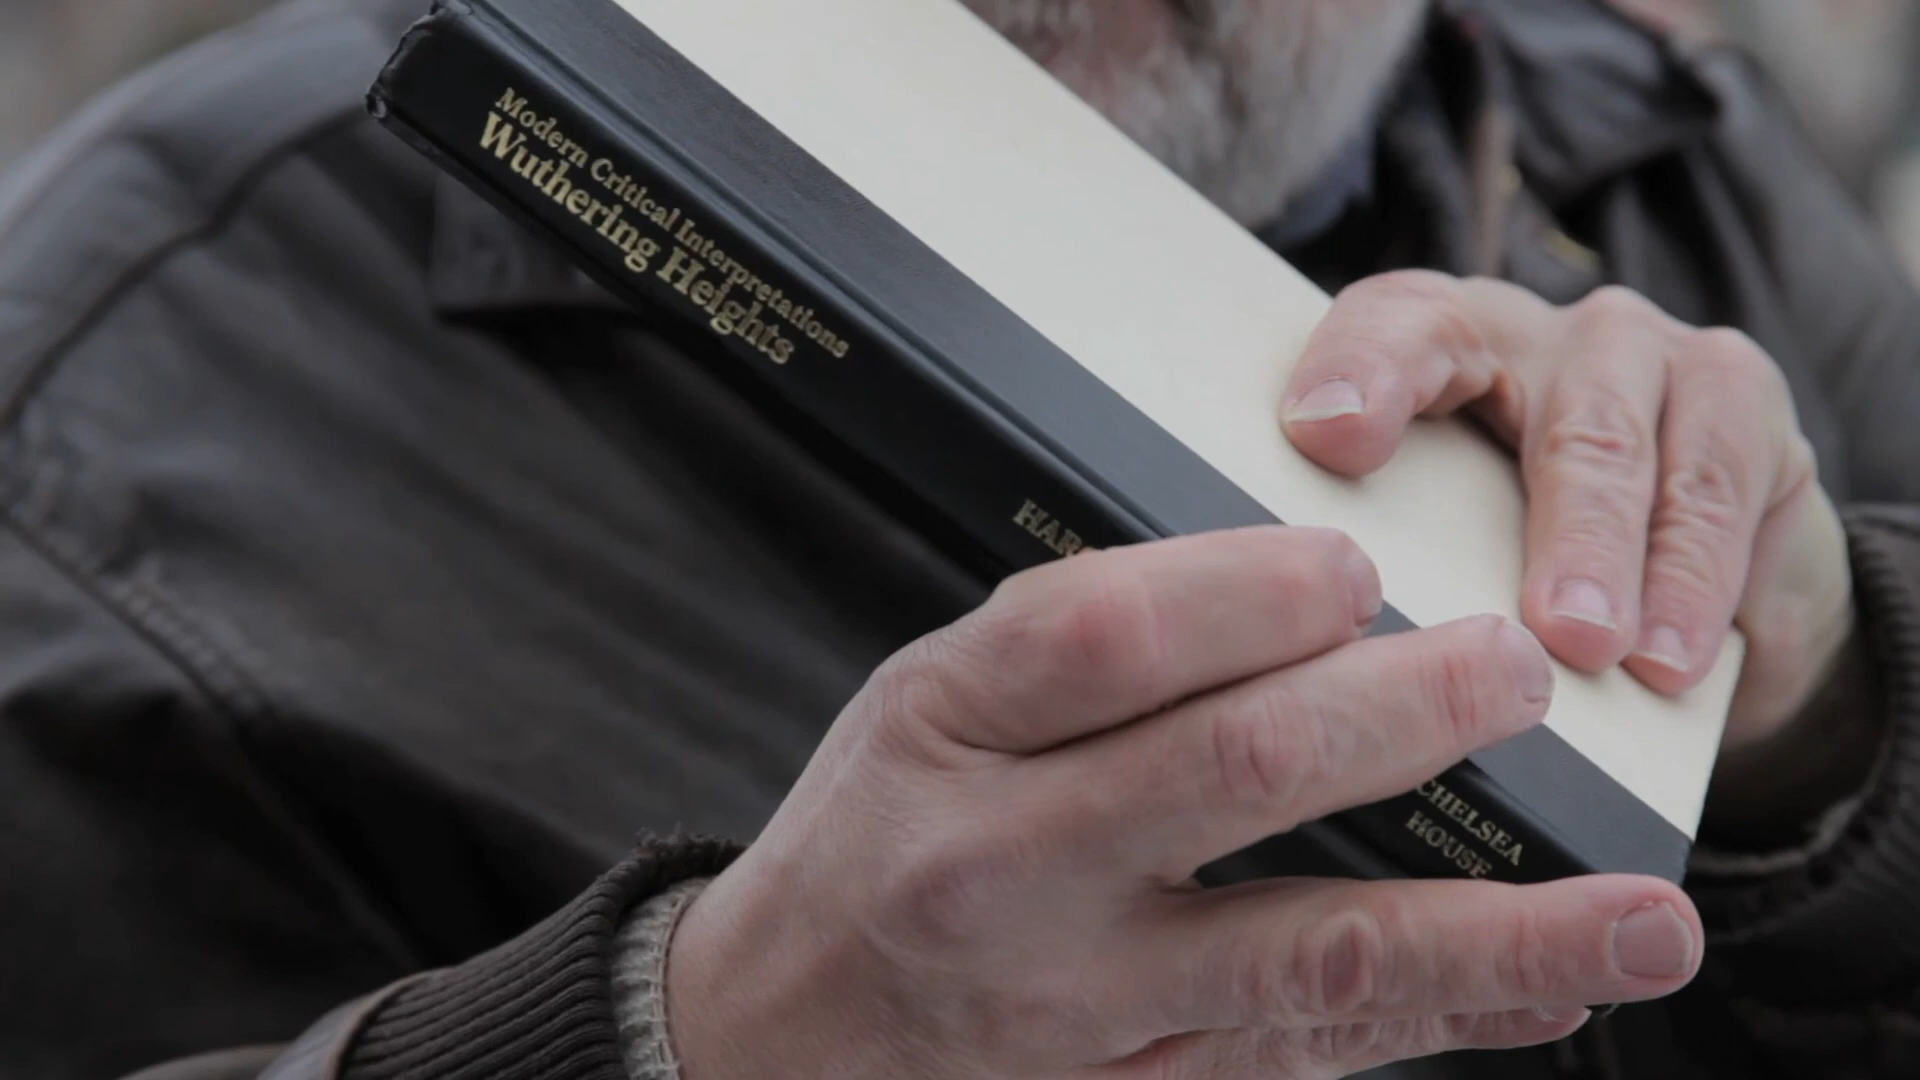 Modern Critical Interpretations
Wuthering Heights
CHELSEA
HOUSE